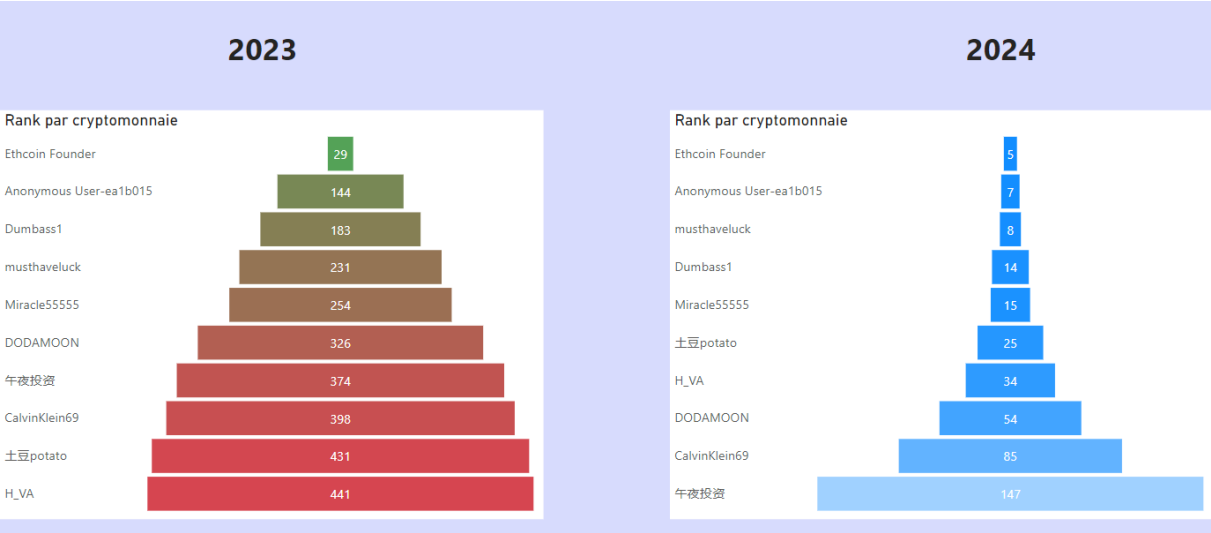 2023
Rank par cryptomonnaie
Ethcoin Founder 29
Anonymous User-ea1b015 144
Dumbass1 183
musthaveluck 231
Miracle55555 254
DODAMOON 326
午夜投资 374
CalvinKlein69 398
土豆potato 431
H_VA 441
2024
Rank par cryptomonnaie
Ethcoin Founder 5
Anonymous User-ea1b015 7
musthaveluck 8
Dumbass1 14
Miracle55555 15
土豆potato 25
H_VA 34
DODAMOON 54
CalvinKlein69 85
午夜投资 147